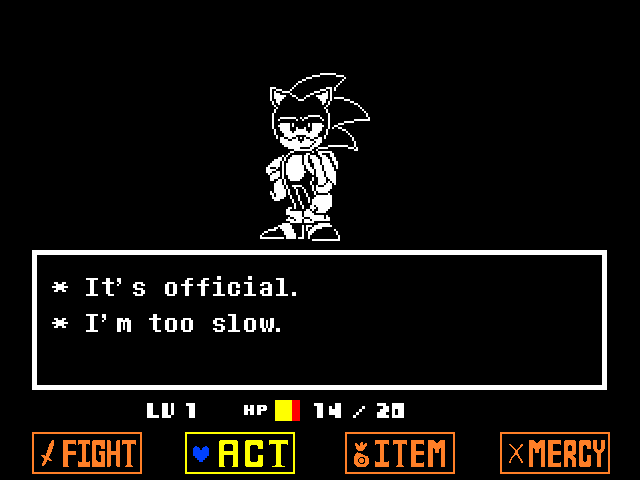 * It's official.
* I'm too slow.
LV 1 HP 14 / 20
FIGHT ACT ITEM MERCY